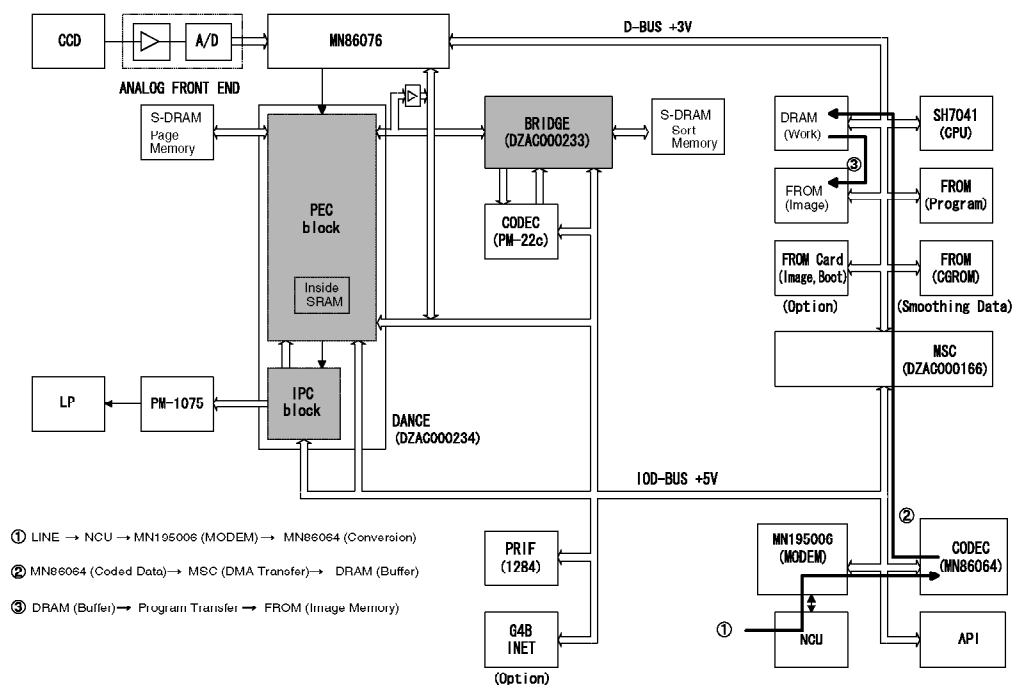 CCD
A/D
ANALOG FRONT END
MN86076
D-BUS +3V
S-DRAM
Page
Memory
PEC
block
Inside
SRAM
BRIDGE
(DZAC000233)
S-DRAM
Sort
Memory
CODEC
(PM-22c)
DRAM
(Work)
③
SH7041
(CPU)
FROM
(Image)
FROM
(Program)
FROM Card
(Image, Boot)
(Option)
FROM
(CGROM)
(Smoothing Data)
MSC
(DZAC000166)
LP
PM-1075
IPC
block
DANCE
(DZAC000234)
IOD-BUS +5V
① LINE → NCU → MN195006 (MODEM) → MN86064 (Conversion)
② MN86064 (Coded Data) → MSC (DMA Transfer) → DRAM (Buffer)
③ DRAM (Buffer) → Program Transfer → FROM (Image Memory)
PRIF
(1284)
G4B
INET
(Option)
②
MN195006
(MODEM)
CODEC
(MN86064)
①
NCU
API